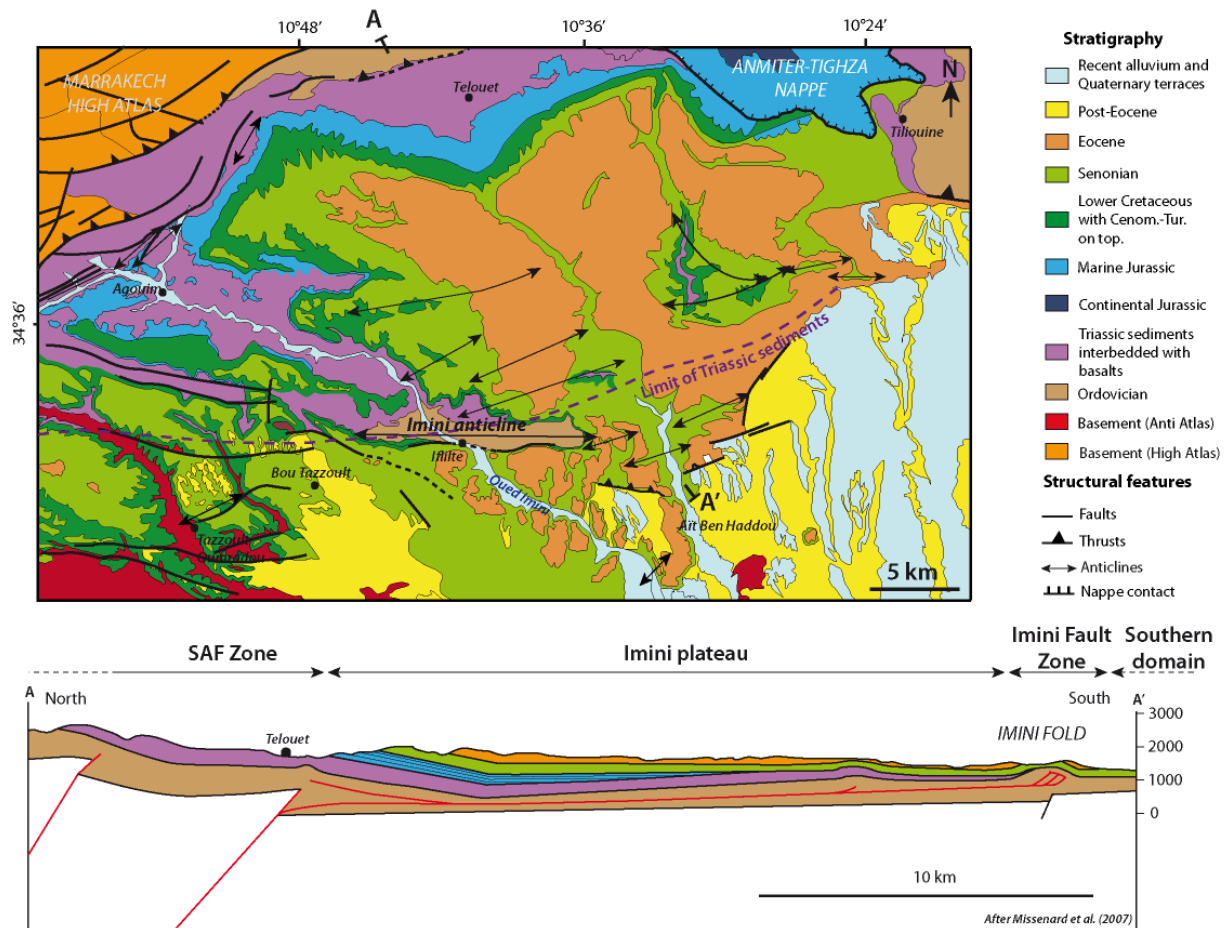 10°48'
A
10°36'
10°24'
34°36'
MARRAKECH
HIGH ATLAS
Telouet
ANMITER-TIGHZA
NAPPE
N
Tiliouine
Agouim
Limit of Triassic sediments
Imini anticline
Iflilte
Bou Tazzoult
Oued Imini
A'
Aït Ben Haddou
Tazzoult
5 km
Stratigraphy
Recent alluvium and
Quaternary terraces
Post-Eocene
Eocene
Senonian
Lower Cretaceous
with Cenom.-Tur.
on top.
Marine Jurassic
Continental Jurassic
Triassic sediments
interbedded with
basalts
Ordovician
Basement (Anti Atlas)
Basement (High Atlas)
Structural features
Faults
Thrusts
Anticlines
Nappe contact
SAF Zone
Imini plateau
Imini Fault
Zone
Southern
domain
A
North
South
A'
Telouet
IMINI FOLD
3000
2000
1000
0
10 km
After Missenard et al. (2007)